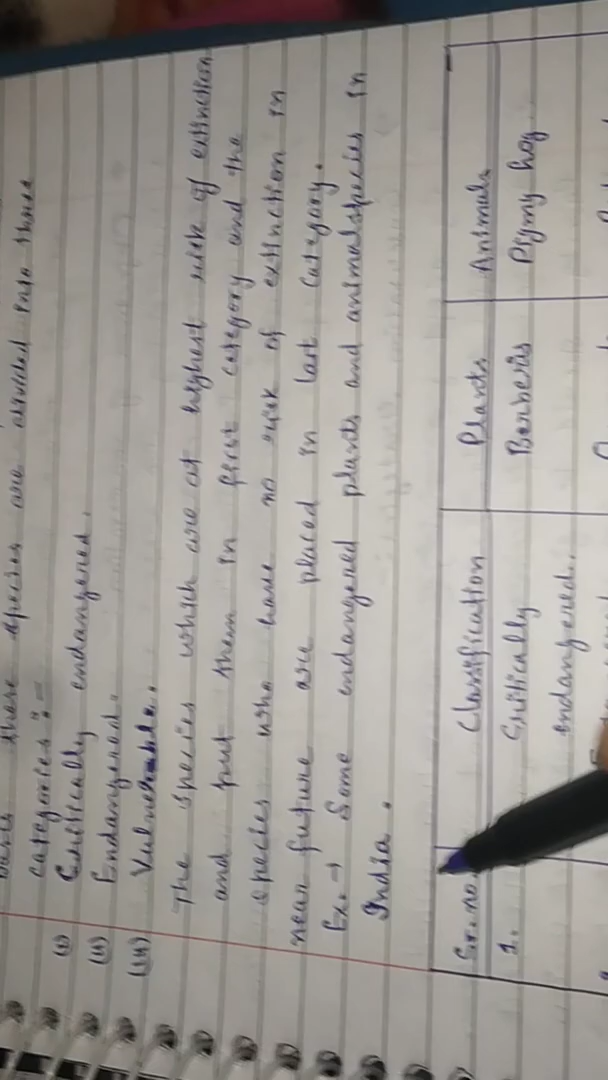 these species are divided into three
categories :-
(i) Critically endangered.
(ii) Endangered.
(iii) Vulnerable.
The species which are at highest risk of extinction
and put them in first category and the
species who have no risk of extinction in
near future are placed in last category.
Ex. → Some endangered plants and animal species in
India.
Sr. no. Classification Plants Animals
1. Critically endangered. Berberis Pigmy hog.